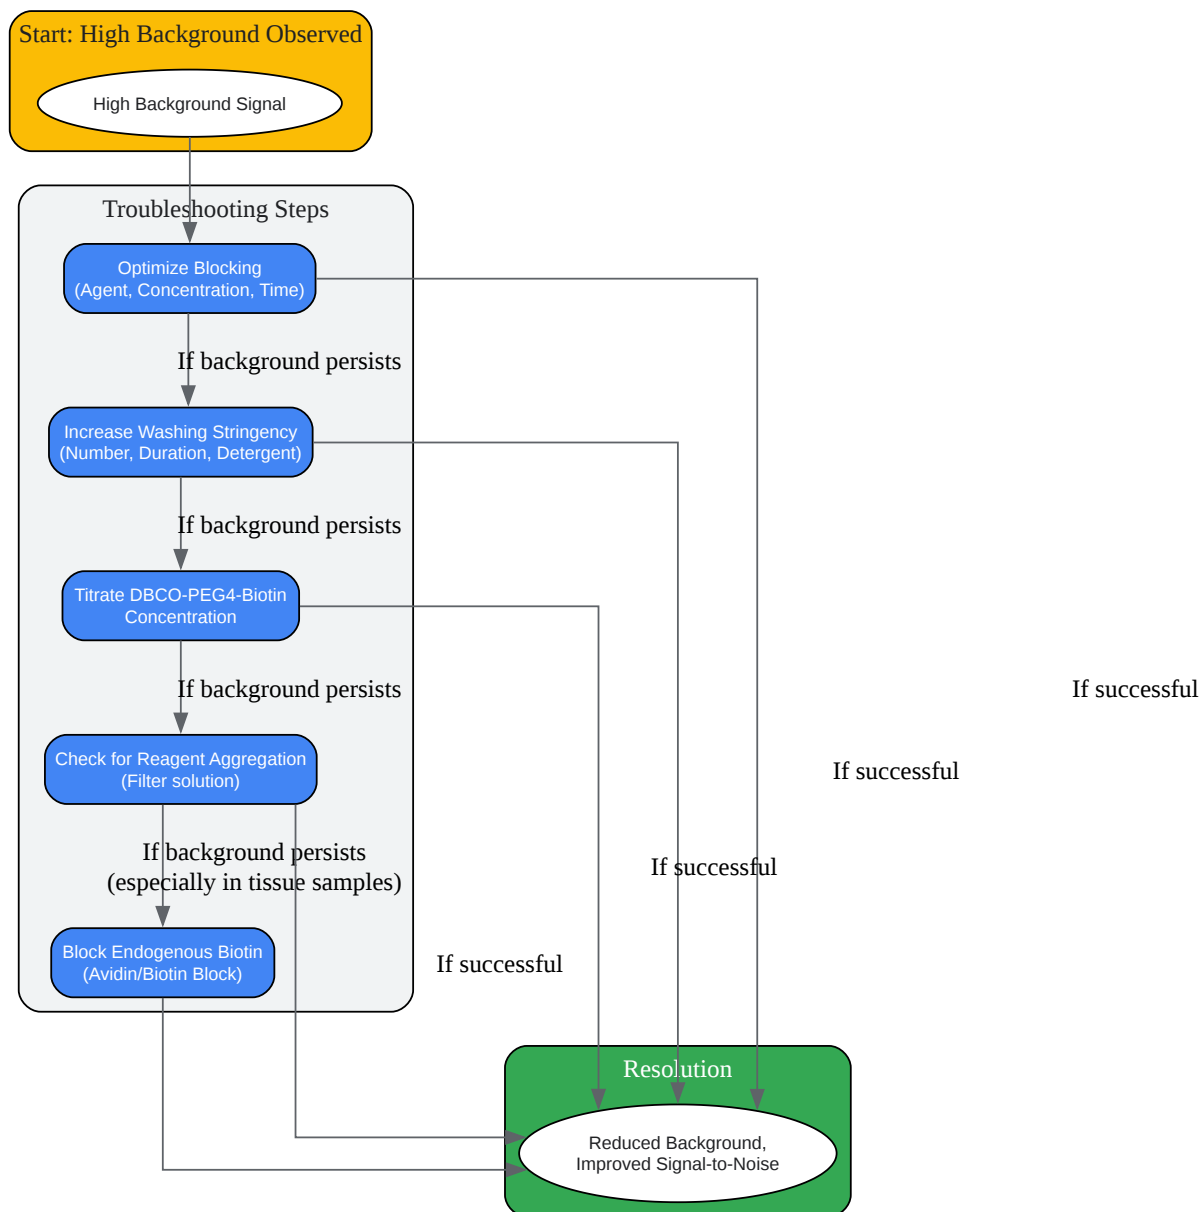 Start: High Background Observed
High Background Signal
Troubleshooting Steps
Optimize Blocking
(Agent, Concentration, Time)
If background persists
Increase Washing Stringency
(Number, Duration, Detergent)
If background persists
Titrate DBCO-PEG4-Biotin
Concentration
If background persists
If successful
Check for Reagent Aggregation
(Filter solution)
If successful
If background persists
(especially in tissue samples)
If successful
Block Endogenous Biotin
(Avidin/Biotin Block)
If successful
Resolution
Reduced Background,
Improved Signal-to-Noise